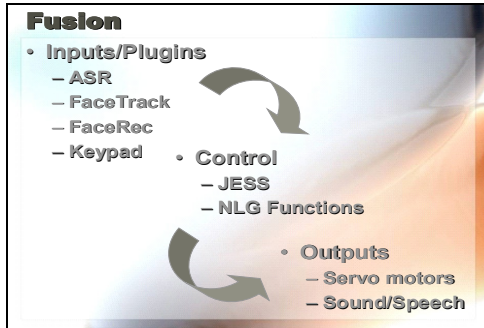 Fusion
• Inputs/Plugins
– ASR
– FaceTrack
– FaceRec
– Keypad
• Control
– JESS
– NLG Functions
• Outputs
– Servo motors
– Sound/Speech